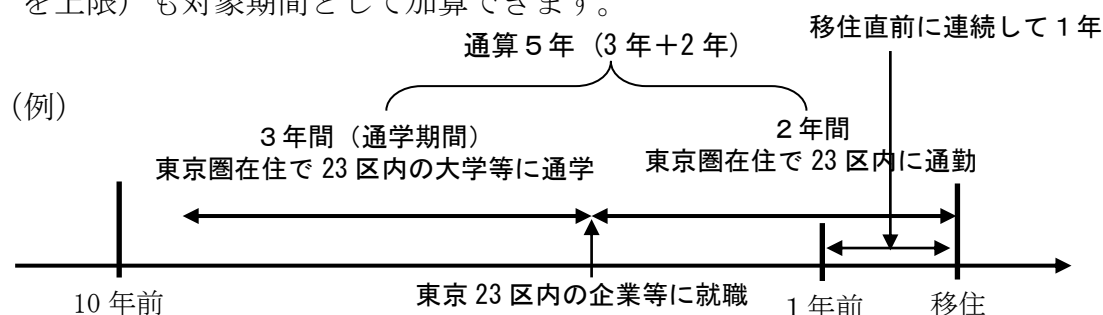 を上限）も対象期間として加算できます。
移住直前に連続して１年
通算５年（3 年＋2 年）
（例）
３年間（通学期間）
東京圏在住で 23 区内の大学等に通学
２年間
東京圏在住で 23 区内に通勤
10 年前
東京 23 区内の企業等に就職
１年前
移住